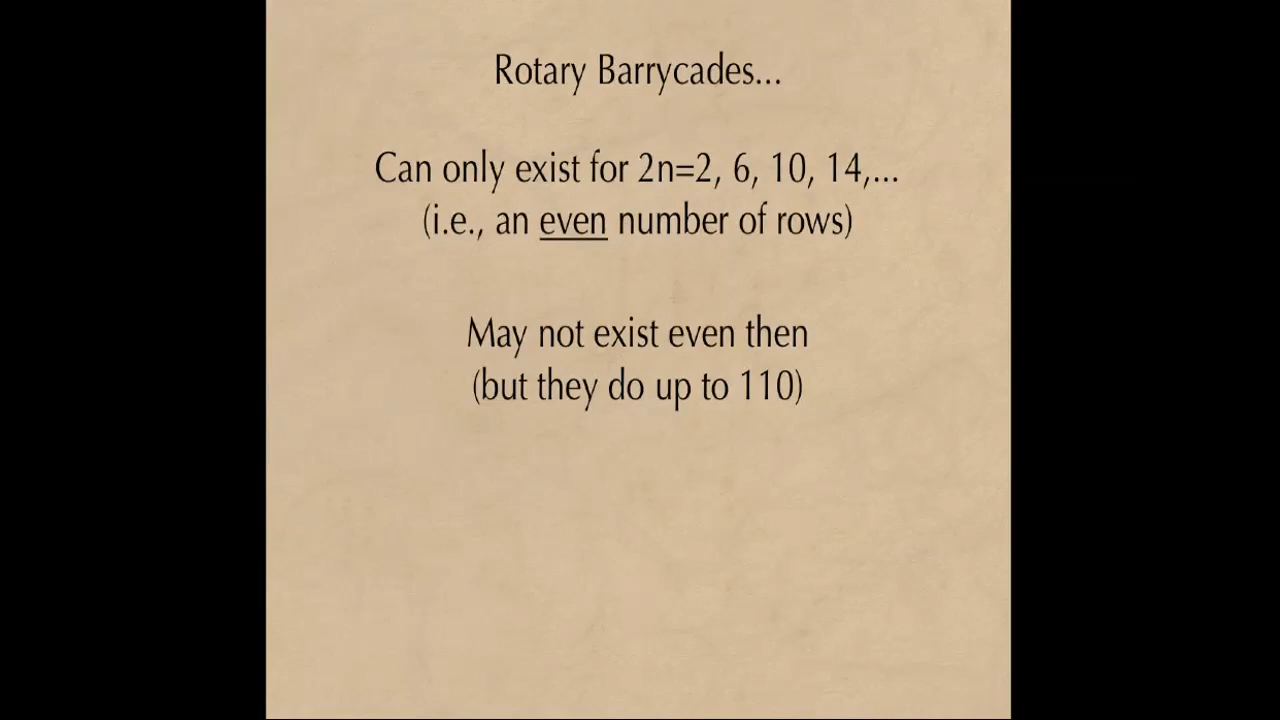 Rotary Barrycades...
Can only exist for 2n=2, 6, 10, 14,...
(i.e., an even number of rows)
May not exist even then
(but they do up to 110)